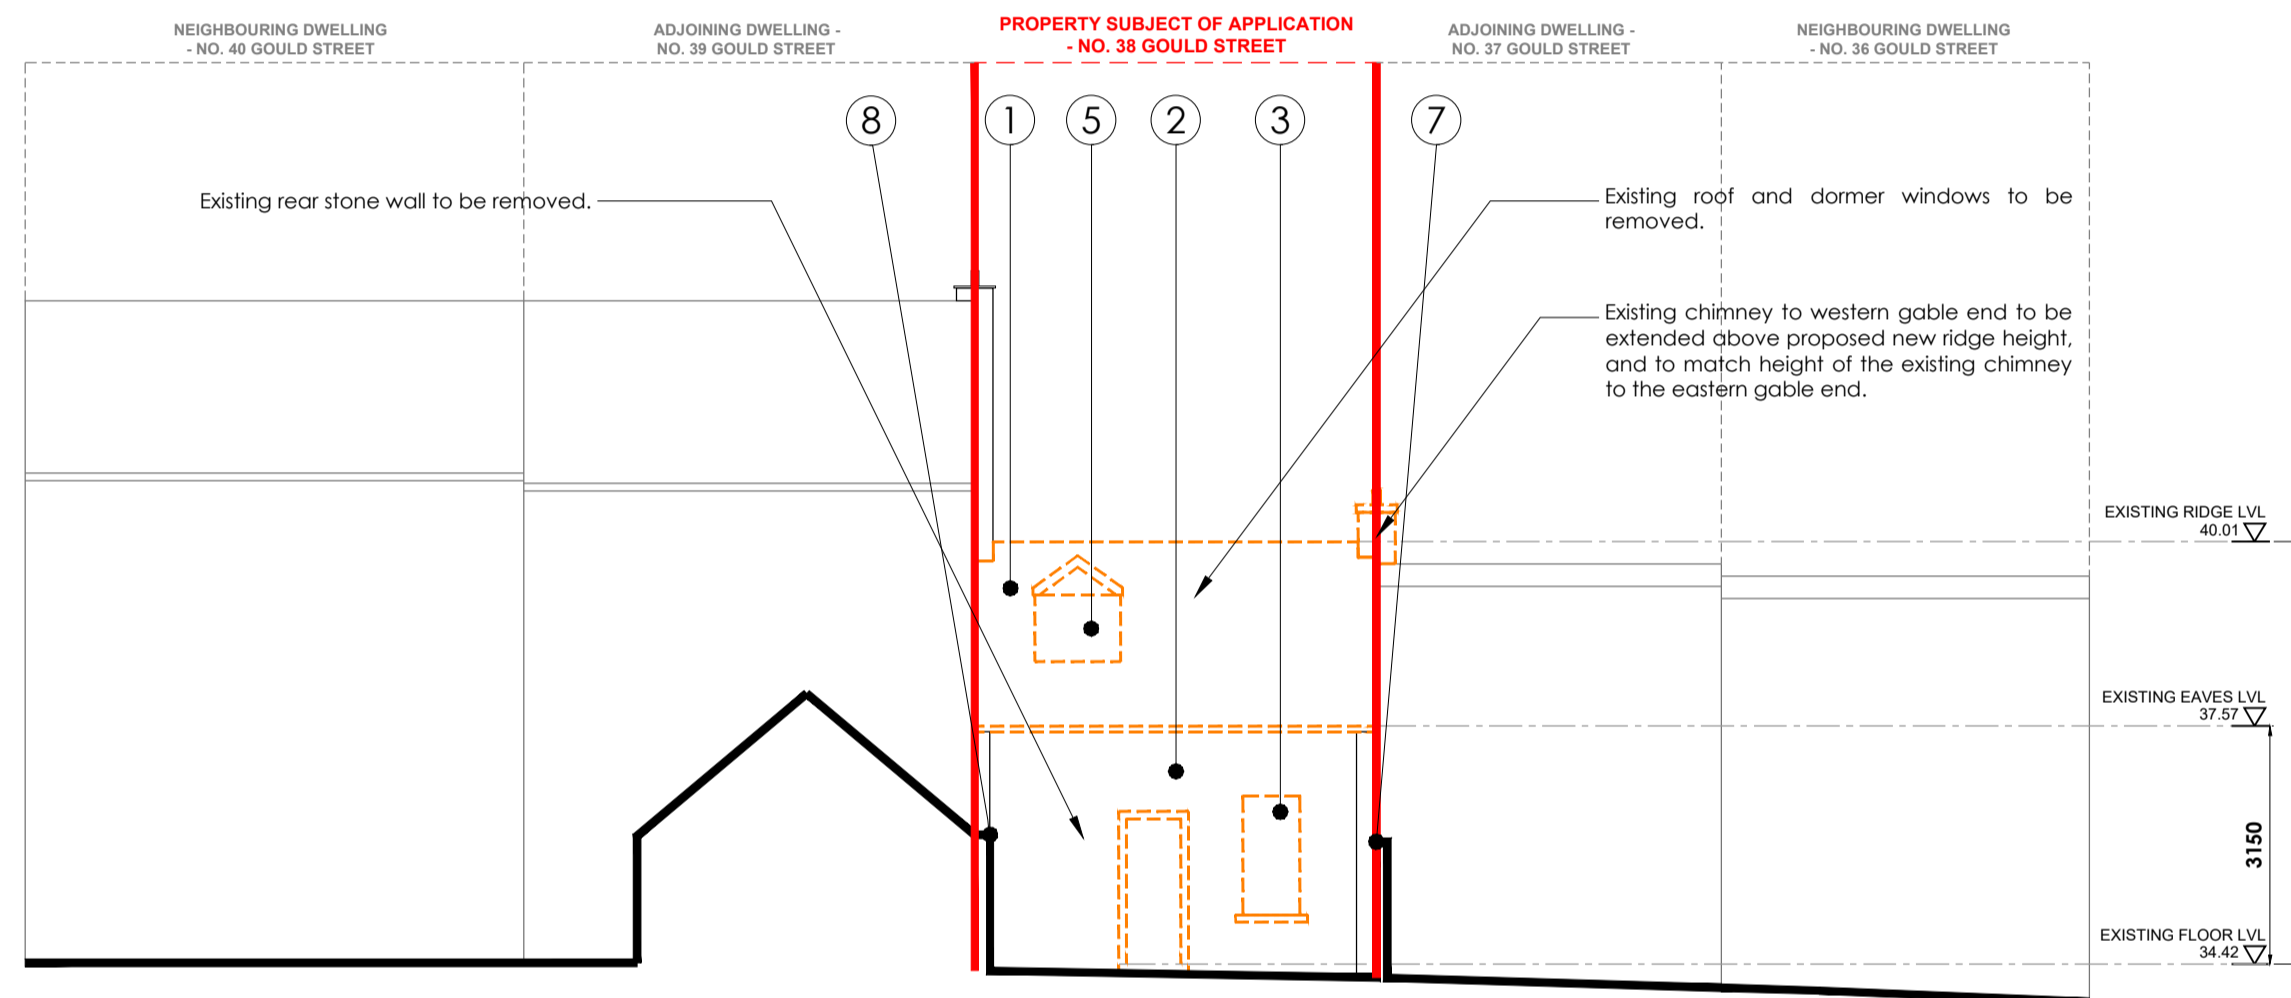 NEIGHBOURING DWELLING
- NO. 40 GOULD STREET
ADJOINING DWELLING -
NO. 39 GOULD STREET
PROPERTY SUBJECT OF APPLICATION
- NO. 38 GOULD STREET
ADJOINING DWELLING -
NO. 37 GOULD STREET
NEIGHBOURING DWELLING
- NO. 36 GOULD STREET
8
1
5
2
3
7
Existing rear stone wall to be removed.
Existing roof and dormer windows to be
removed.
Existing chimney to western gable end to be
extended above proposed new ridge height,
and to match height of the existing chimney
to the eastern gable end.
EXISTING RIDGE LVL
40.01
EXISTING EAVES LVL
37.57
3150
EXISTING FLOOR LVL
34.42